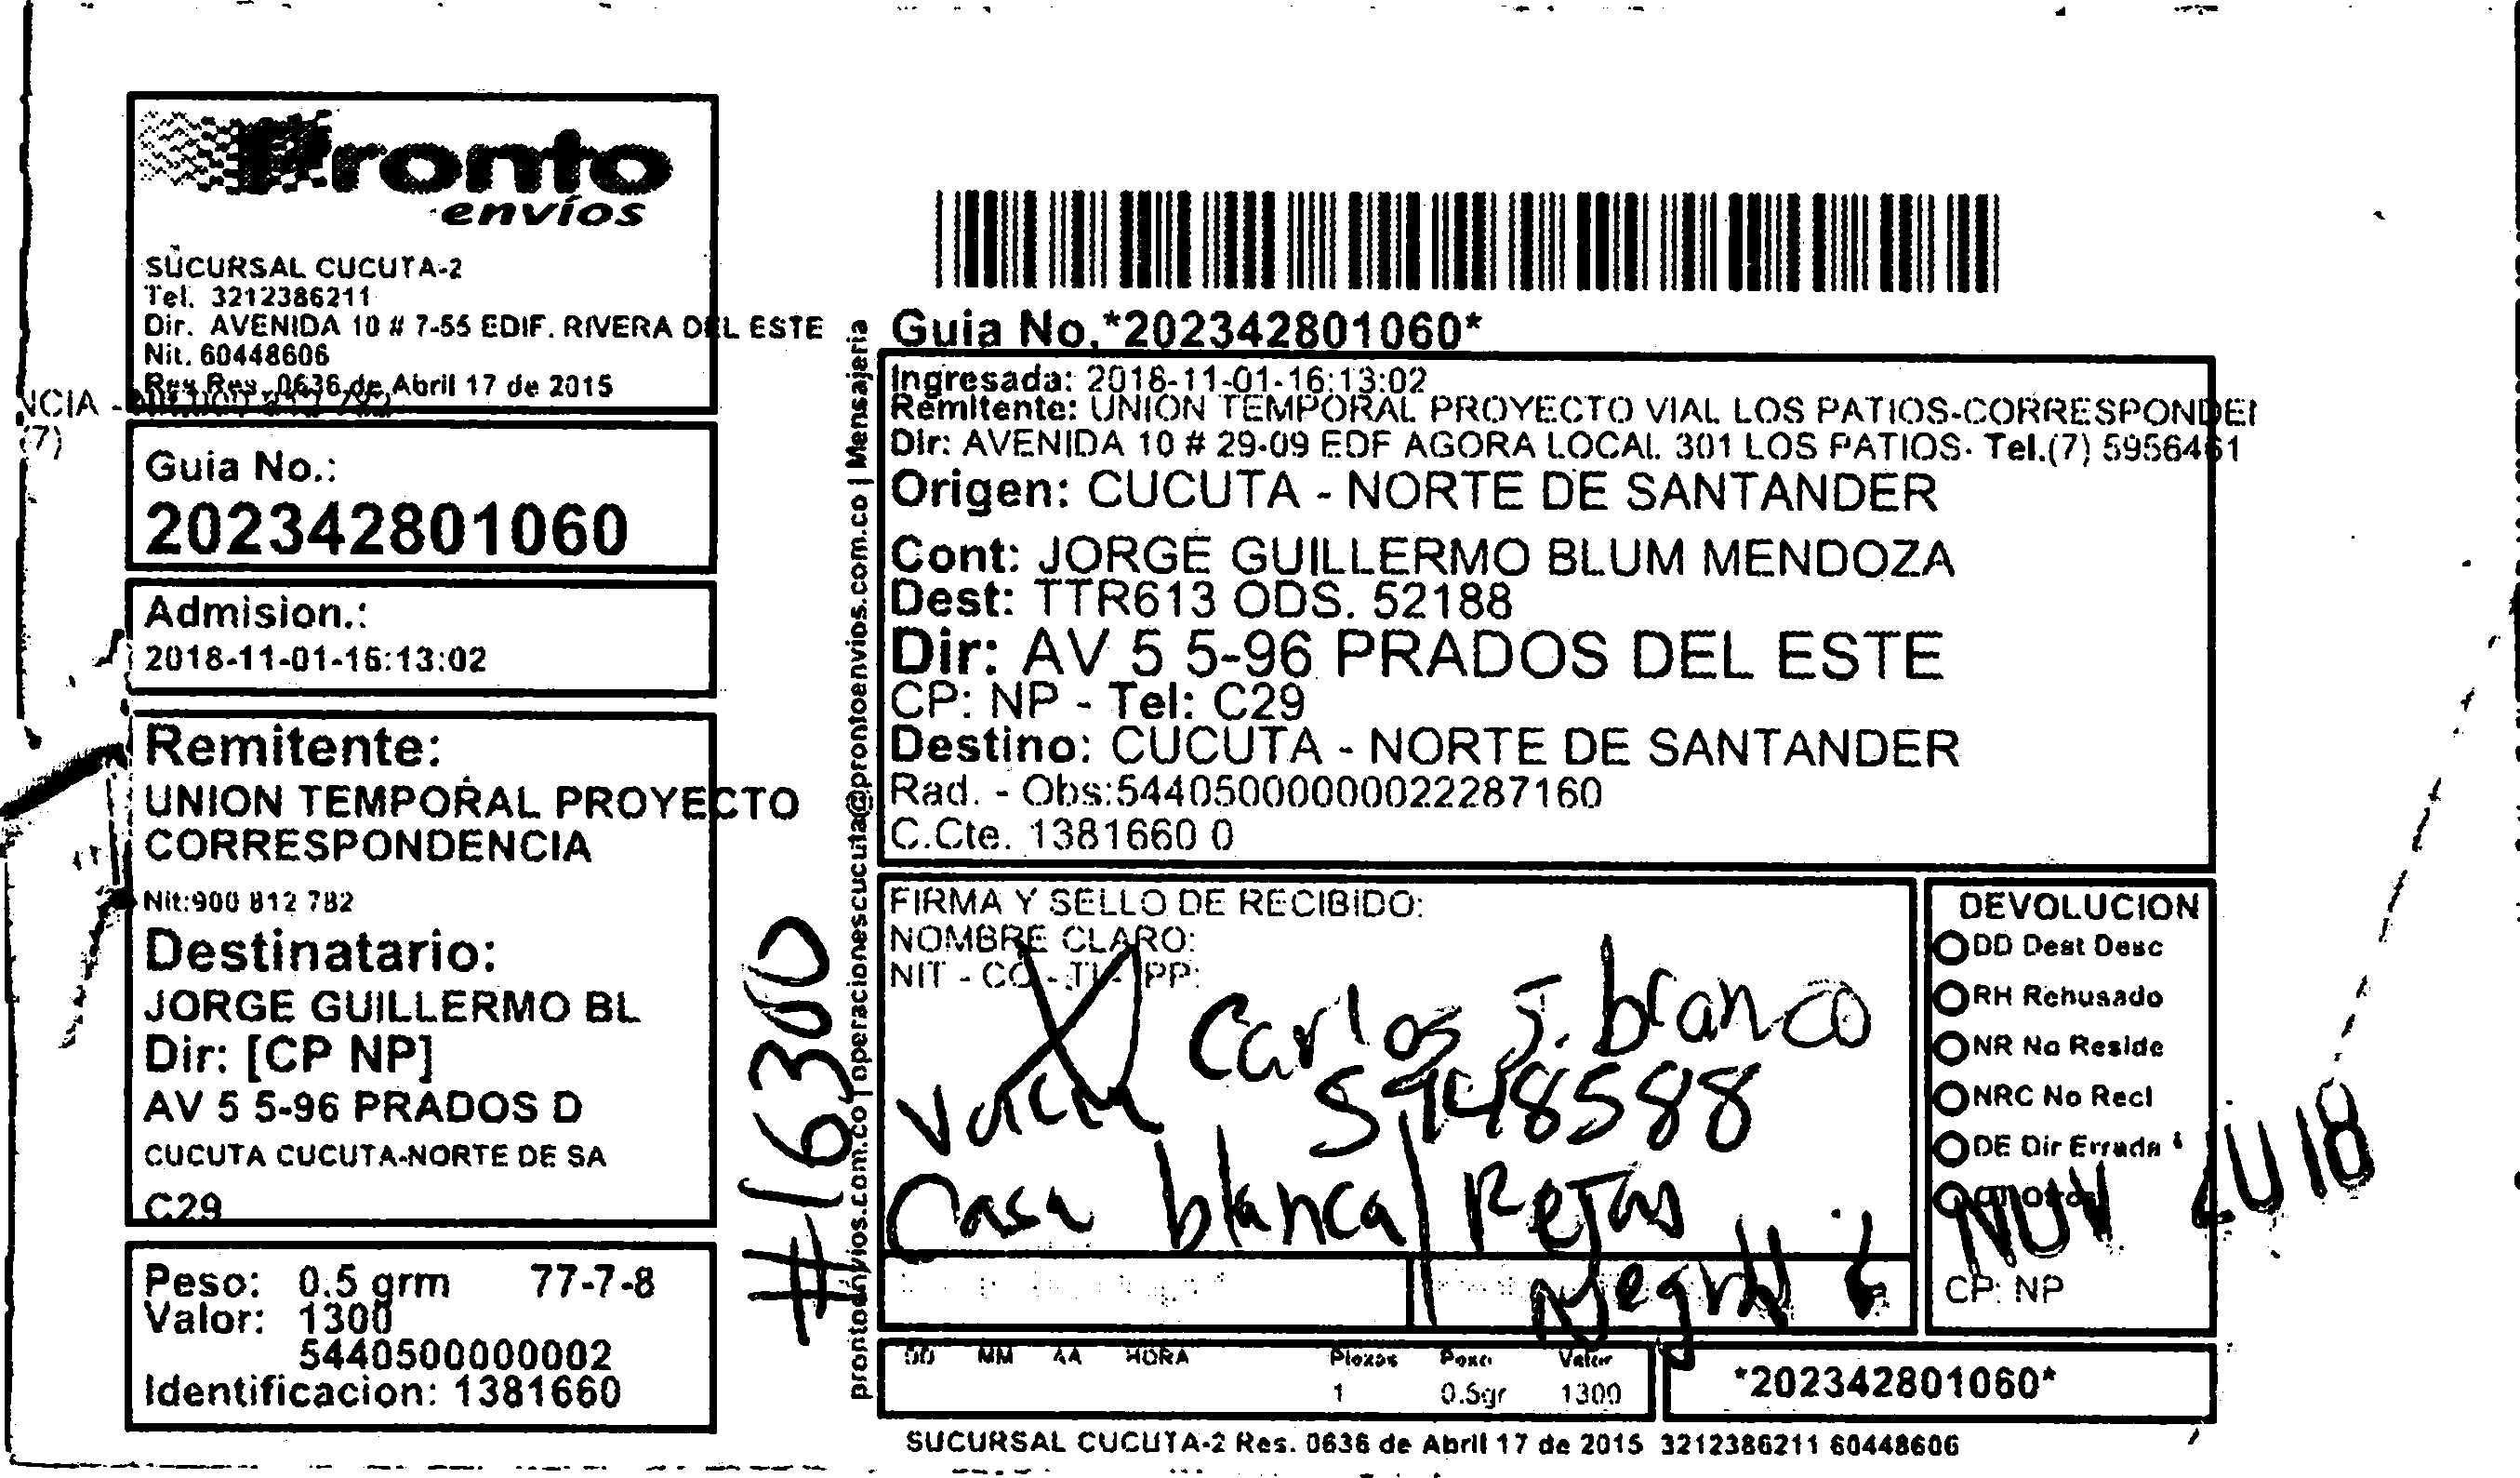 Pronto
envíos
SUCURSAL CUCUTA-2
Tel. 3212386211
Dir. AVENIDA 10 # 7-55 EDIF. RIVERA DEL ESTE
Nit. 60448606
Res Res. 0636 de Abril 17 de 2015
NCIA -
(7)
Guia No.:
202342801060
Admision.:
2018-11-01-16:13:02
Remitente:
UNION TEMPORAL PROYECTO
CORRESPONDENCIA
Nit:900 812 782
Destinatario:
JORGE GUILLERMO BL
Dir: [CP NP]
AV 5 5-96 PRADOS D
CUCUTA CUCUTA-NORTE DE SA
C29
Peso: 0.5 grm 77-7-8
Valor: 1300
5440500000002
Identificacion: 1381660
#1630D
prontoenvios.com.co | operacionescucuta@prontoenvios.com.co | Mensajeria
Guia No.*202342801060*
Ingresada: 2018-11-01-16:13:02
Remitente: UNION TEMPORAL PROYECTO VIAL LOS PATIOS-CORRESPONDEI
Dir: AVENIDA 10 # 29-09 EDF AGORA LOCAL 301 LOS PATIOS- Tel.(7) 5956461
Origen: CUCUTA - NORTE DE SANTANDER
Cont: JORGE GUILLERMO BLUM MENDOZA
Dest: TTR613 ODS. 52188
Dir: AV 5 5-96 PRADOS DEL ESTE
CP: NP - Tel: C29
Destino: CUCUTA - NORTE DE SANTANDER
Rad. - Obs:544050000000022287160
C.Cte. 1381660 0
FIRMA Y SELLO DE RECIBIDO:
NOMBRE CLARO:
NIT - CC - TI - PP:
Carlos J. blanco
5948588
Casa blanca Rejas
Negra
DEVOLUCION
DD Dest Desc
RH Rehusado
NR No Reside
NRC No Recl
DE Dir Errada
NOV 2018
CP: NP
DD MM AA HORA Piezas Peso Valor
1 0.5gr 1300
*202342801060*
SUCURSAL CUCUTA-2 Res. 0636 de Abril 17 de 2015 3212386211 60448606